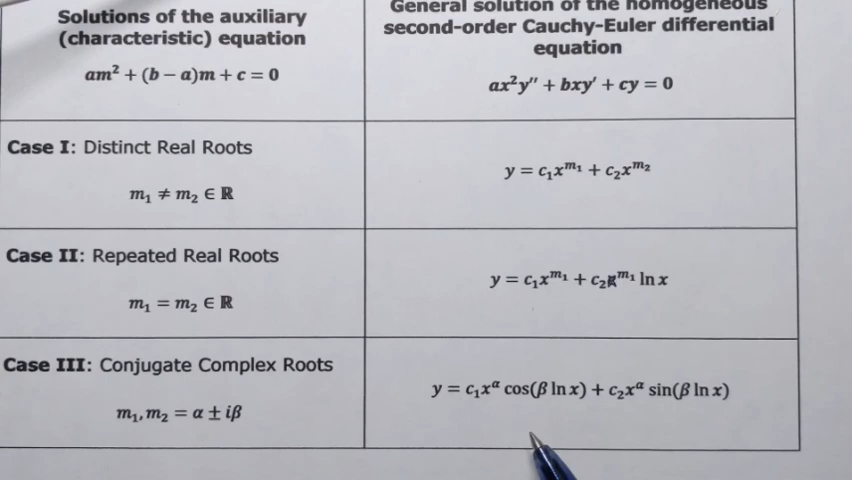 Solutions of the auxiliary
(characteristic) equation
am² + (b − a)m + c = 0
General solution of the homogeneous
second-order Cauchy-Euler differential
equation
ax²y″ + bxy′ + cy = 0
Case I: Distinct Real Roots
m₁ ≠ m₂ ∈ ℝ
y = c₁x^{m₁} + c₂x^{m₂}
Case II: Repeated Real Roots
m₁ = m₂ ∈ ℝ
y = c₁x^{m₁} + c₂x^{m₁} ln x
Case III: Conjugate Complex Roots
m₁, m₂ = α ± iβ
y = c₁x^α cos(β ln x) + c₂x^α sin(β ln x)